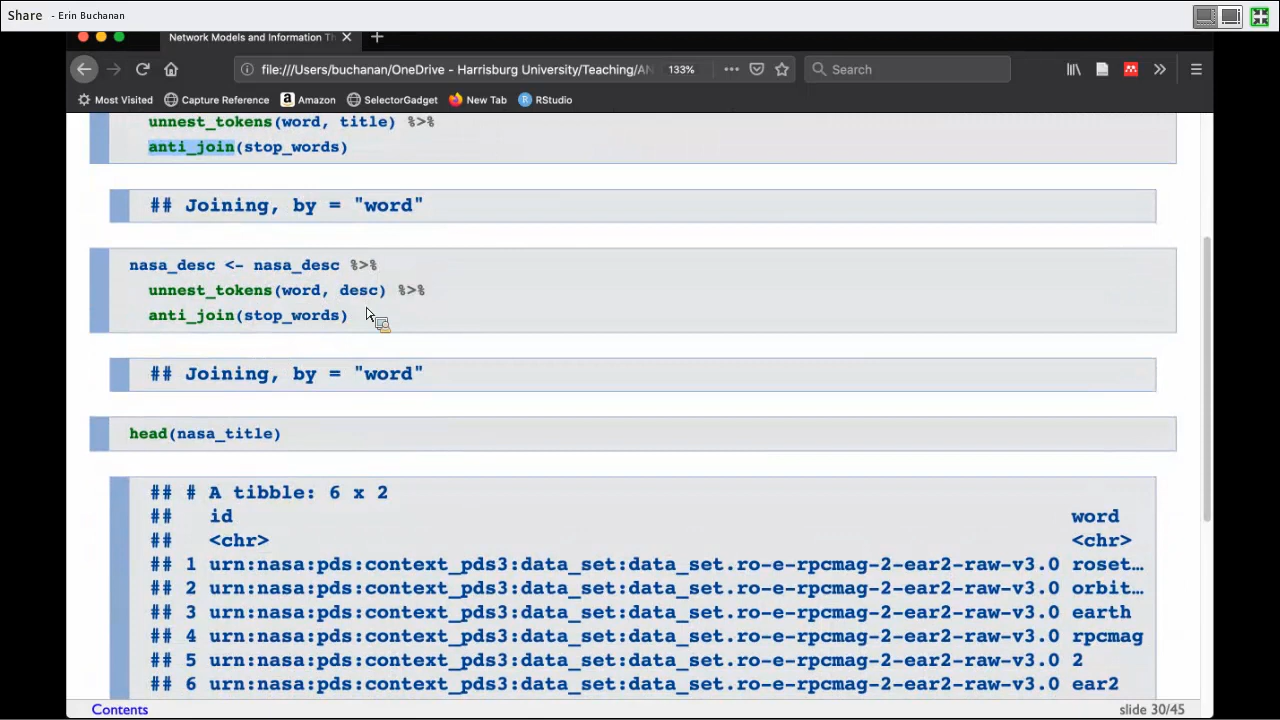 Share - Erin Buchanan
Network Models and Information Th
file:///Users/buchanan/OneDrive - Harrisburg University/Teaching/AN 133% Search
Most Visited Capture Reference Amazon SelectorGadget New Tab RStudio
unnest_tokens(word, title) %>%
anti_join(stop_words)
## Joining, by = "word"
nasa_desc <- nasa_desc %>%
unnest_tokens(word, desc) %>%
anti_join(stop_words)
## Joining, by = "word"
head(nasa_title)
## # A tibble: 6 x 2
## id word
## <chr> <chr>
## 1 urn:nasa:pds:context_pds3:data_set:data_set.ro-e-rpcmag-2-ear2-raw-v3.0 roset…
## 2 urn:nasa:pds:context_pds3:data_set:data_set.ro-e-rpcmag-2-ear2-raw-v3.0 orbit…
## 3 urn:nasa:pds:context_pds3:data_set:data_set.ro-e-rpcmag-2-ear2-raw-v3.0 earth
## 4 urn:nasa:pds:context_pds3:data_set:data_set.ro-e-rpcmag-2-ear2-raw-v3.0 rpcmag
## 5 urn:nasa:pds:context_pds3:data_set:data_set.ro-e-rpcmag-2-ear2-raw-v3.0 2
## 6 urn:nasa:pds:context_pds3:data_set:data_set.ro-e-rpcmag-2-ear2-raw-v3.0 ear2
Contents slide 30/45